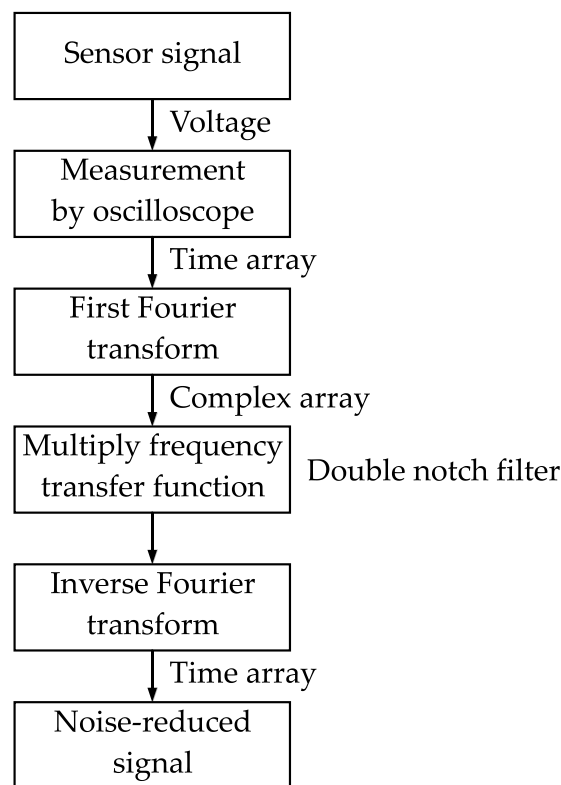 Sensor signal
Voltage
Measurement
by oscilloscope
Time array
First Fourier
transform
Complex array
Multiply frequency
transfer function
Double notch filter
Inverse Fourier
transform
Time array
Noise-reduced
signal